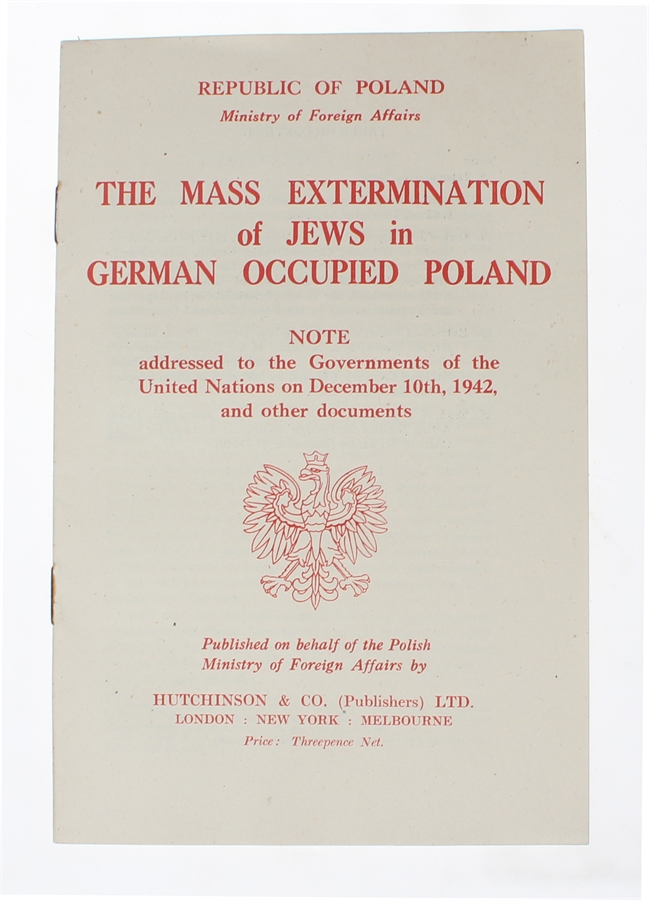 REPUBLIC OF POLAND
Ministry of Foreign Affairs
THE MASS EXTERMINATION
of JEWS in
GERMAN OCCUPIED POLAND
NOTE
addressed to the Governments of the
United Nations on December 10th, 1942,
and other documents
Published on behalf of the Polish
Ministry of Foreign Affairs by
HUTCHINSON & CO. (Publishers) LTD.
LONDON : NEW YORK : MELBOURNE
Price: Threepence Net.